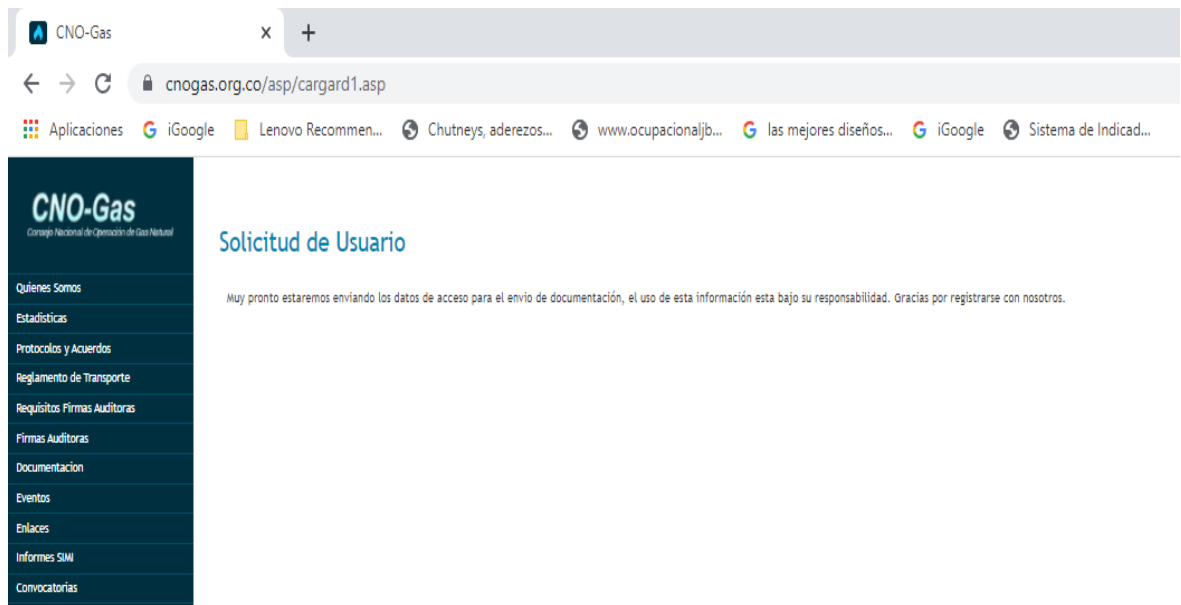 CNO-Gas
cnogas.org.co/asp/cargard1.asp
Aplicaciones iGoogle Lenovo Recommen... Chutneys, aderezos... www.ocupacionaljb... las mejores diseños... iGoogle Sistema de Indicad...
CNO-Gas
Consejo Nacional de Operación de Gas Natural
Solicitud de Usuario
Muy pronto estaremos enviando los datos de acceso para el envio de documentación, el uso de esta información esta bajo su responsabilidad. Gracias por registrarse con nosotros.
Quienes Somos
Estadisticas
Protocolos y Acuerdos
Reglamento de Transporte
Requisitos Firmas Auditoras
Firmas Auditoras
Documentacion
Eventos
Enlaces
Informes SIMI
Convocatorias